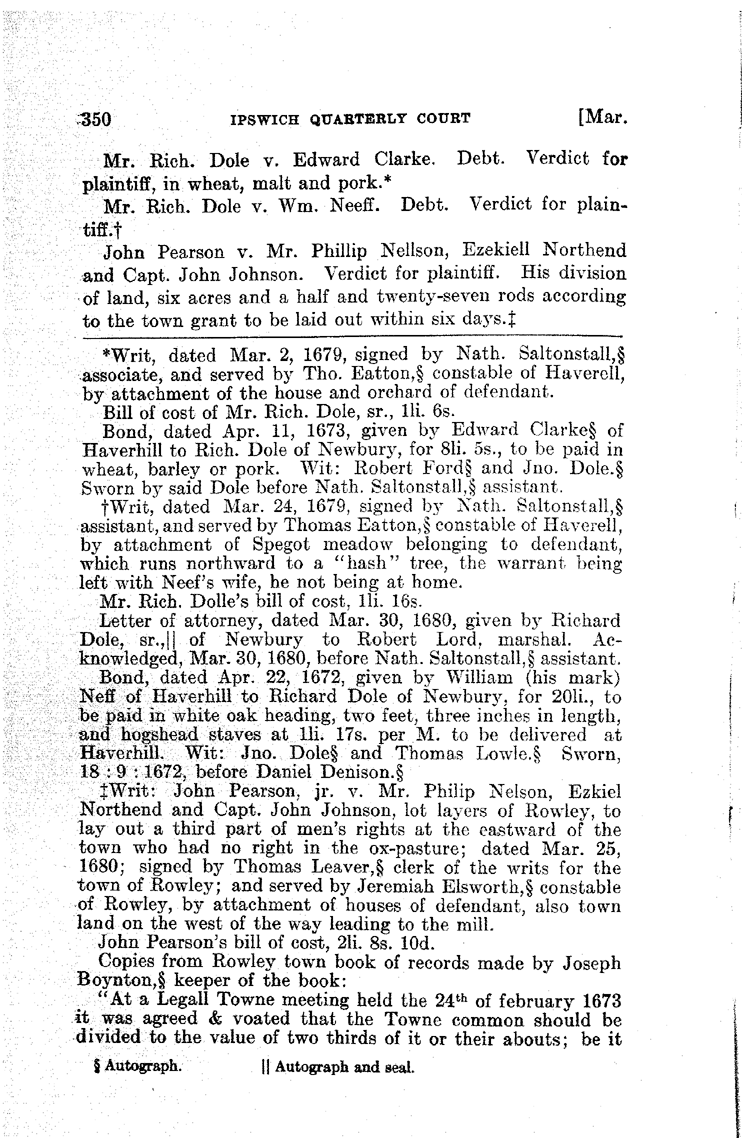 350 IPSWICH QUARTERLY COURT [Mar.
Mr. Rich. Dole v. Edward Clarke. Debt. Verdict for
plaintiff, in wheat, malt and pork.*
Mr. Rich. Dole v. Wm. Neeff. Debt. Verdict for plain-
tiff.†
John Pearson v. Mr. Phillip Nellson, Ezekiell Northend
and Capt. John Johnson. Verdict for plaintiff. His division
of land, six acres and a half and twenty-seven rods according
to the town grant to be laid out within six days.‡
*Writ, dated Mar. 2, 1679, signed by Nath. Saltonstall,§
associate, and served by Tho. Eatton,§ constable of Haverell,
by attachment of the house and orchard of defendant.
Bill of cost of Mr. Rich. Dole, sr., 1li. 6s.
Bond, dated Apr. 11, 1673, given by Edward Clarke§ of
Haverhill to Rich. Dole of Newbury, for 8li. 5s., to be paid in
wheat, barley or pork. Wit: Robert Ford§ and Jno. Dole.§
Sworn by said Dole before Nath. Saltonstall,§ assistant.
†Writ, dated Mar. 24, 1679, signed by Nath. Saltonstall,§
assistant, and served by Thomas Eatton,§ constable of Haverell,
by attachment of Spegot meadow belonging to defendant,
which runs northward to a "hash" tree, the warrant being
left with Neef's wife, he not being at home.
Mr. Rich. Dolle's bill of cost, 1li. 16s.
Letter of attorney, dated Mar. 30, 1680, given by Richard
Dole, sr.,|| of Newbury to Robert Lord, marshal. Ac-
knowledged, Mar. 30, 1680, before Nath. Saltonstall,§ assistant.
Bond, dated Apr. 22, 1672, given by William (his mark)
Neff of Haverhill to Richard Dole of Newbury, for 20li., to
be paid in white oak heading, two feet, three inches in length,
and hogshead staves at 1li. 17s. per M. to be delivered at
Haverhill. Wit: Jno. Dole§ and Thomas Lowle.§ Sworn,
18 : 9 : 1672, before Daniel Denison.§
‡Writ: John Pearson, jr. v. Mr. Philip Nelson, Ezkiel
Northend and Capt. John Johnson, lot layers of Rowley, to
lay out a third part of men's rights at the eastward of the
town who had no right in the ox-pasture; dated Mar. 25,
1680; signed by Thomas Leaver,§ clerk of the writs for the
town of Rowley; and served by Jeremiah Elsworth,§ constable
of Rowley, by attachment of houses of defendant, also town
land on the west of the way leading to the mill.
John Pearson's bill of cost, 2li. 8s. 10d.
Copies from Rowley town book of records made by Joseph
Boynton,§ keeper of the book:
"At a Legall Towne meeting held the 24th of february 1673
it was agreed & voated that the Towne common should be
divided to the value of two thirds of it or their abouts; be it
§ Autograph. || Autograph and seal.